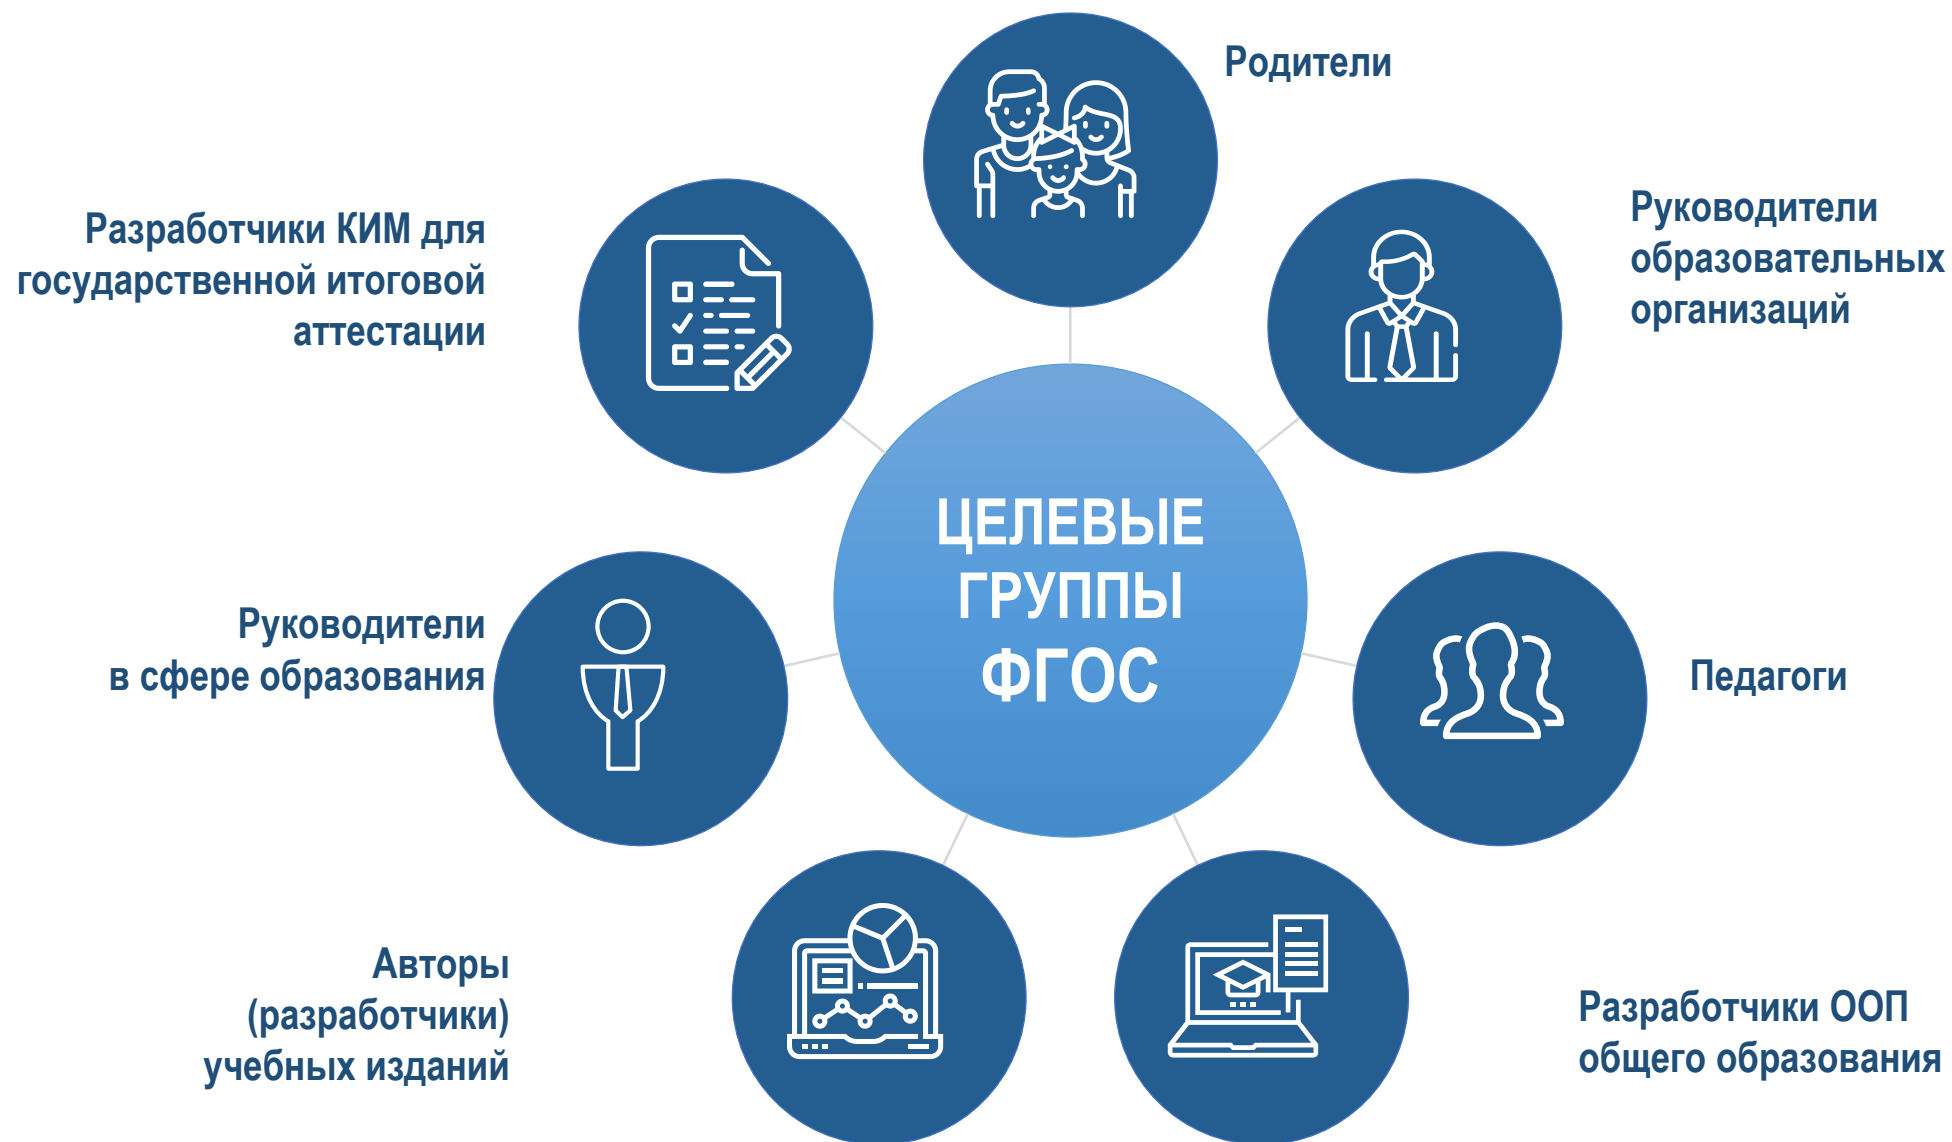 Родители
Руководители
образовательных
организаций
Педагоги
Разработчики ООП
общего образования
Авторы
(разработчики)
учебных изданий
Руководители
в сфере образования
Разработчики КИМ для
государственной итоговой
аттестации
ЦЕЛЕВЫЕ
ГРУППЫ
ФГОС